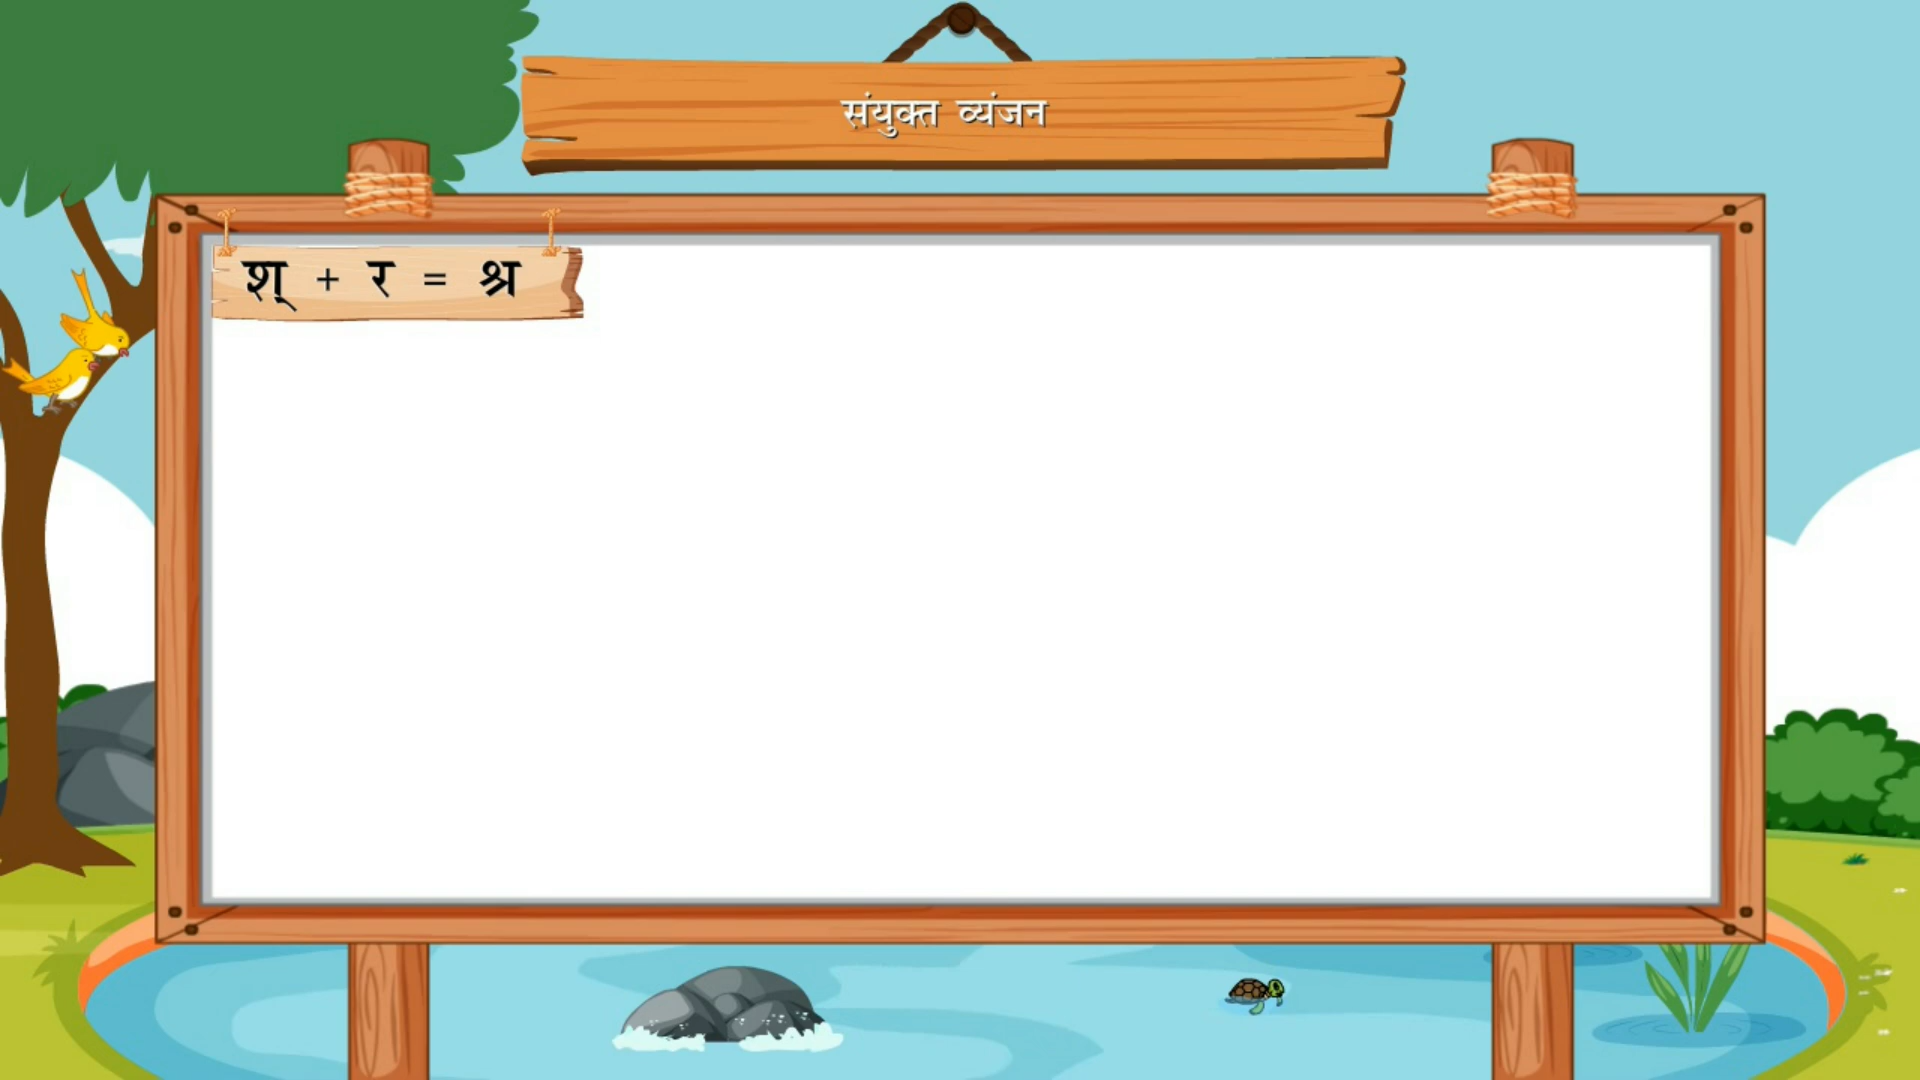 संयुक्त व्यंजन
श् + र = श्र